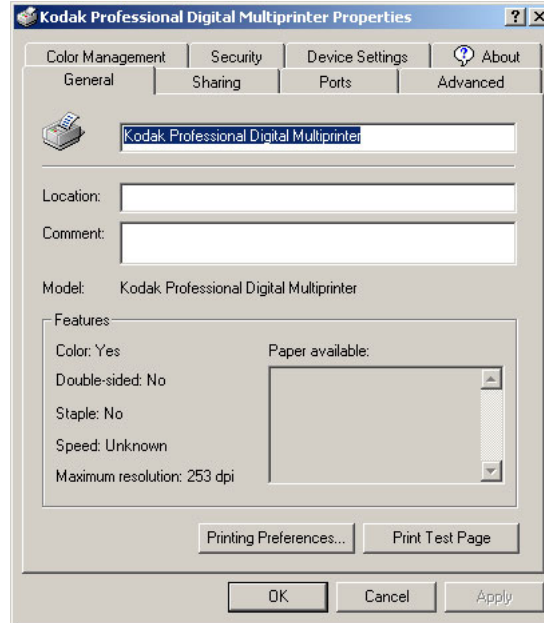 Kodak Professional Digital Multiprinter Properties
Color Management Security Device Settings About
General Sharing Ports Advanced
Kodak Professional Digital Multiprinter
Location:
Comment:
Model: Kodak Professional Digital Multiprinter
Features
Color: Yes Paper available:
Double-sided: No
Staple: No
Speed: Unknown
Maximum resolution: 253 dpi
Printing Preferences... Print Test Page
OK Cancel Apply